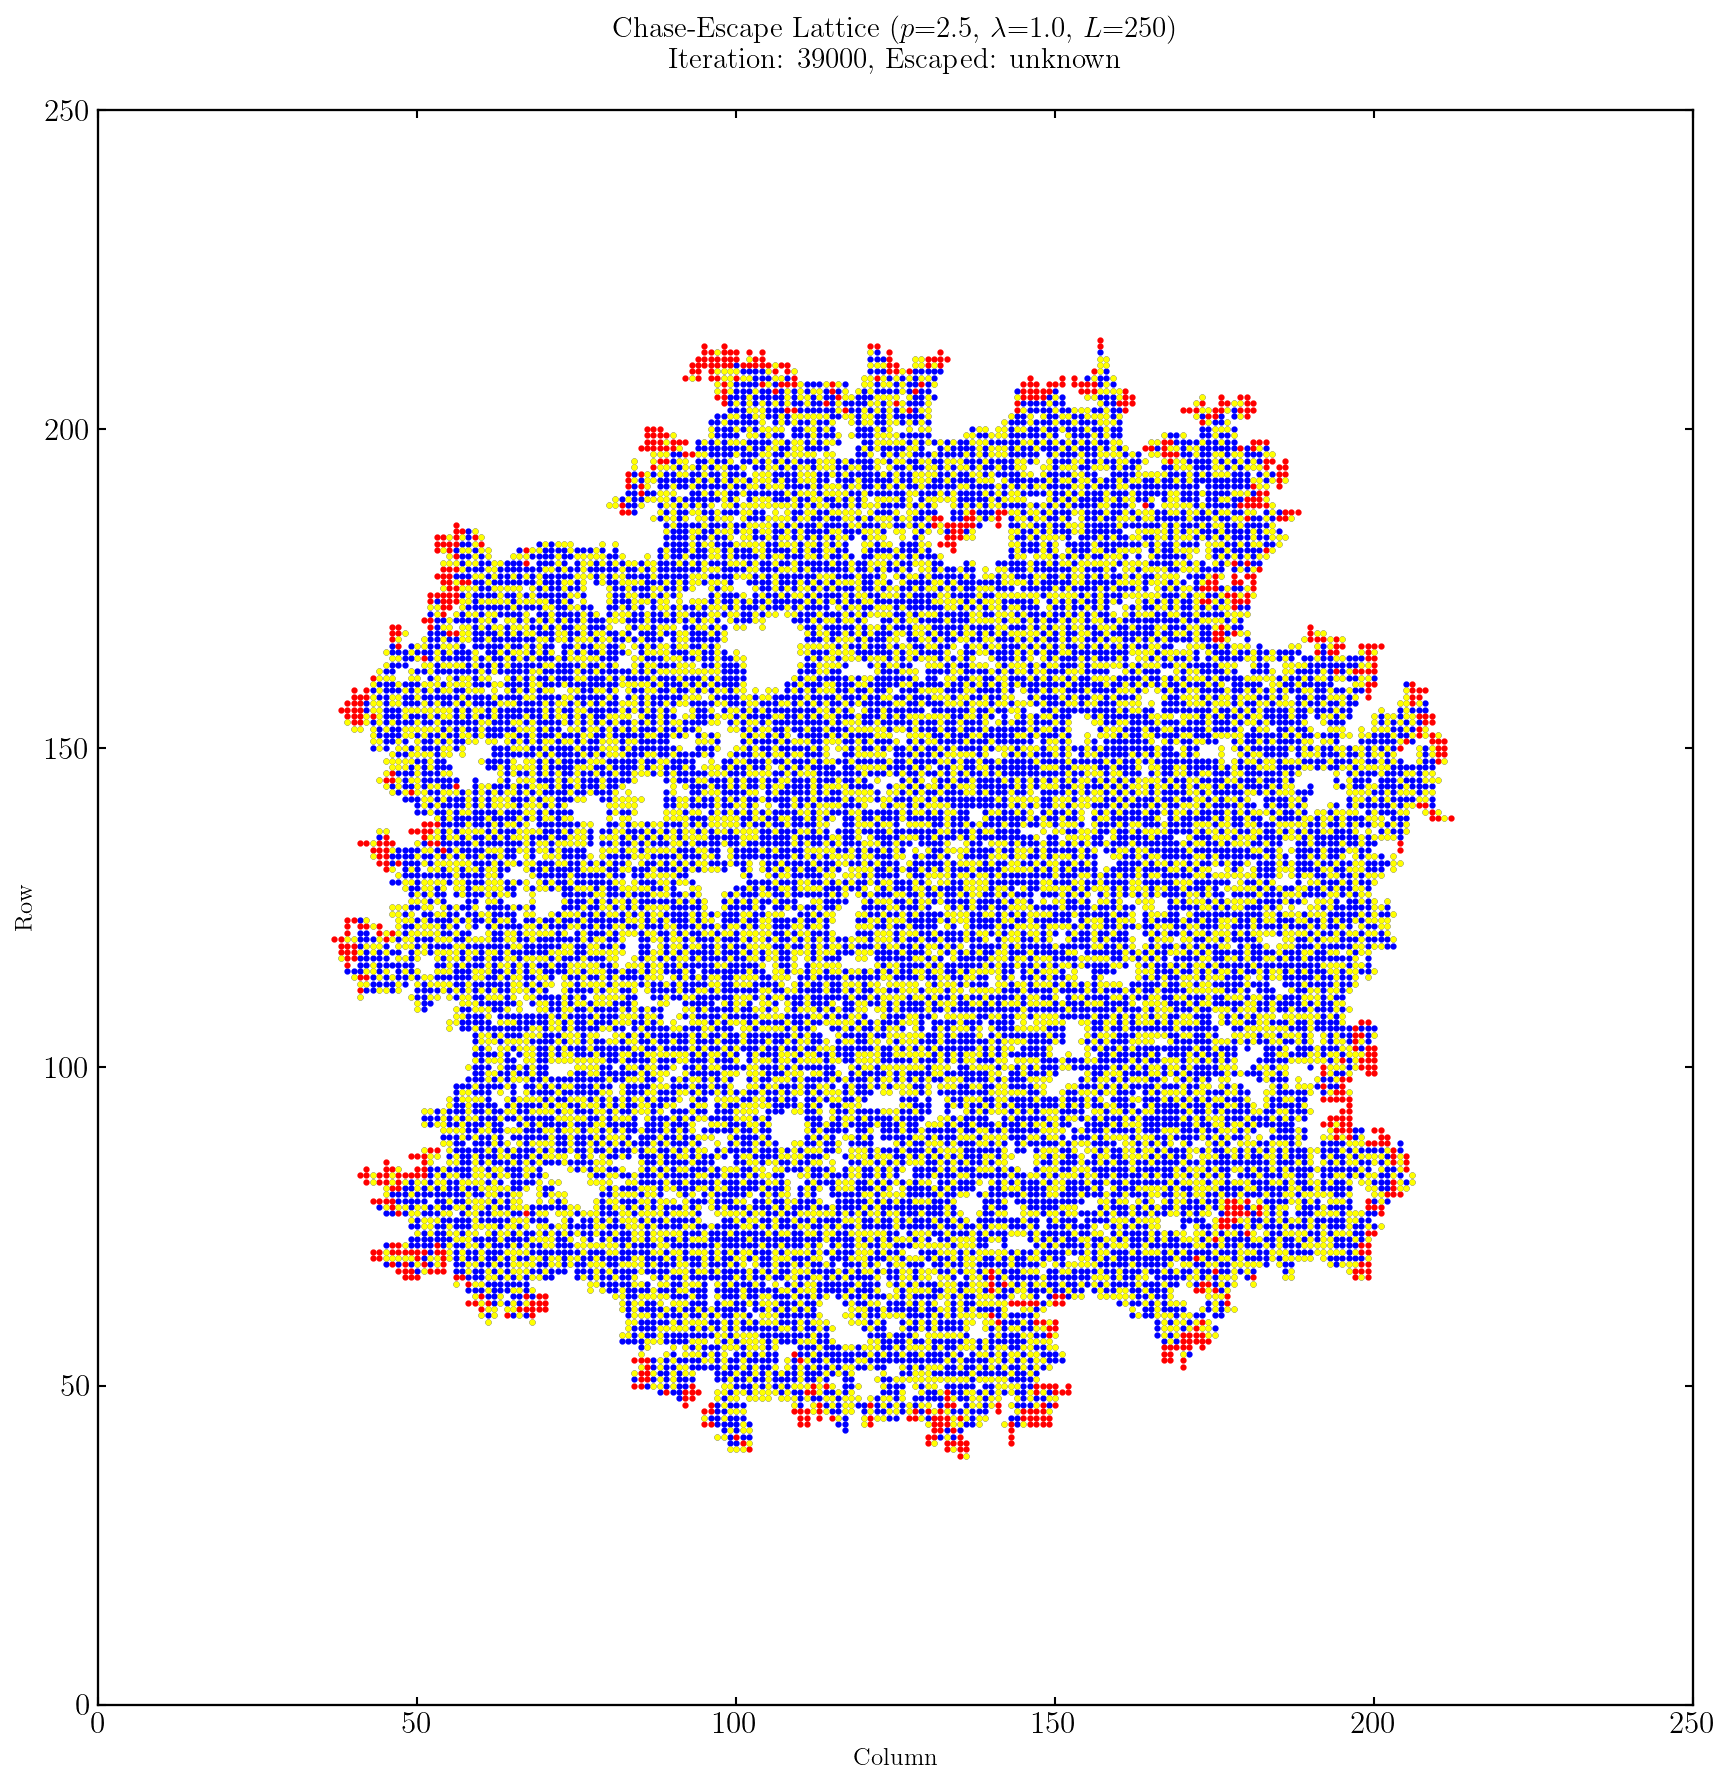 Chase-Escape Lattice (p=2.5, λ=1.0, L=250)
Iteration: 39000, Escaped: unknown
250
200
150
100
50
0
Row
0 50 100 150 200 250
Column